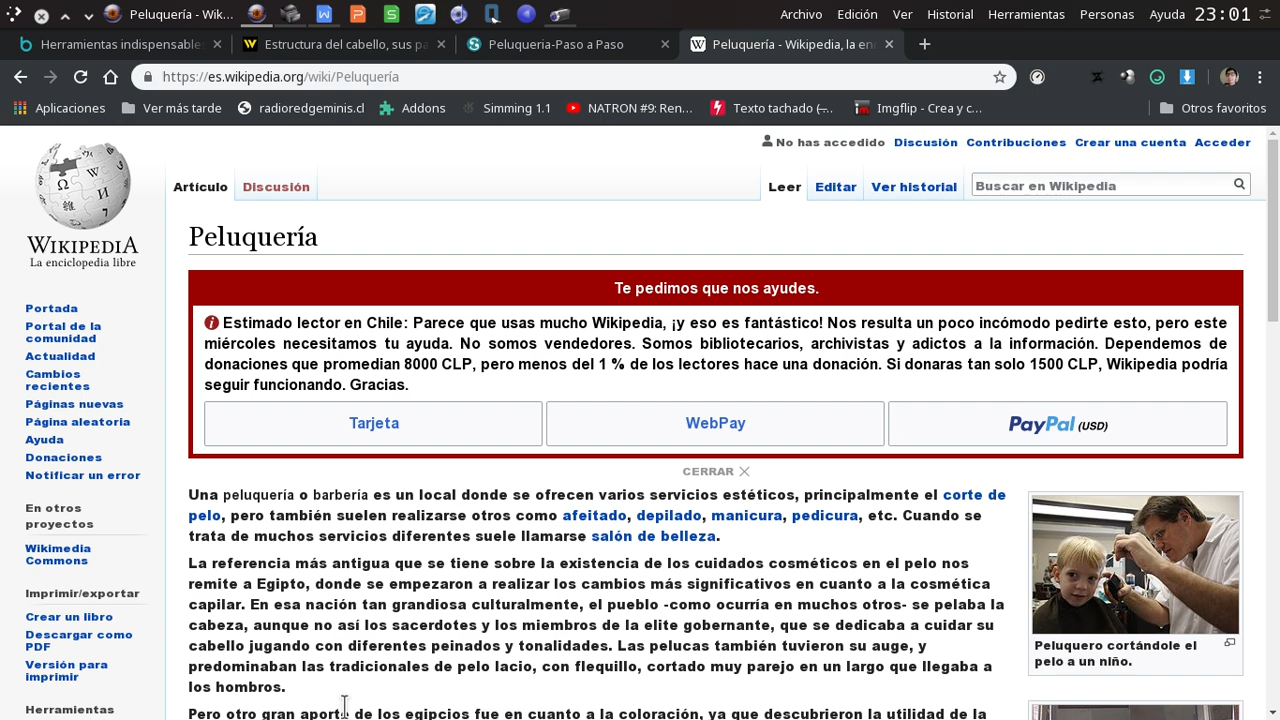 Peluquería - Wik...
Archivo Edición Ver Historial Herramientas Personas Ayuda 23:01
Herramientas indispensable
Estructura del cabello, sus pa
Peluqueria-Paso a Paso
Peluquería - Wikipedia, la en
https://es.wikipedia.org/wiki/Peluquería
Aplicaciones
Ver más tarde
radioredgeminis.cl
Addons
Simming 1.1
NATRON #9: Ren...
Texto tachado (̶...
Imgflip - Crea y c...
Otros favoritos
No has accedido Discusión Contribuciones Crear una cuenta Acceder
Artículo Discusión
Leer Editar Ver historial
Buscar en Wikipedia
WIKIPEDIA
La enciclopedia libre
Portada
Portal de la
comunidad
Actualidad
Cambios
recientes
Páginas nuevas
Página aleatoria
Ayuda
Donaciones
Notificar un error
En otros
proyectos
Wikimedia
Commons
Imprimir/exportar
Crear un libro
Descargar como
PDF
Versión para
imprimir
Herramientas
Peluquería
Te pedimos que nos ayudes.
Estimado lector en Chile: Parece que usas mucho Wikipedia, ¡y eso es fantástico! Nos resulta un poco incómodo pedirte esto, pero este
miércoles necesitamos tu ayuda. No somos vendedores. Somos bibliotecarios, archivistas y adictos a la información. Dependemos de
donaciones que promedian 8000 CLP, pero menos del 1 % de los lectores hace una donación. Si donaras tan solo 1500 CLP, Wikipedia podría
seguir funcionando. Gracias.
Tarjeta
WebPay
PayPal (USD)
CERRAR
Una peluquería o barbería es un local donde se ofrecen varios servicios estéticos, principalmente el corte de
pelo, pero también suelen realizarse otros como afeitado, depilado, manicura, pedicura, etc. Cuando se
trata de muchos servicios diferentes suele llamarse salón de belleza.
La referencia más antigua que se tiene sobre la existencia de los cuidados cosméticos en el pelo nos
remite a Egipto, donde se empezaron a realizar los cambios más significativos en cuanto a la cosmética
capilar. En esa nación tan grandiosa culturalmente, el pueblo -como ocurría en muchos otros- se pelaba la
cabeza, aunque no así los sacerdotes y los miembros de la elite gobernante, que se dedicaba a cuidar su
cabello jugando con diferentes peinados y tonalidades. Las pelucas también tuvieron su auge, y
predominaban las tradicionales de pelo lacio, con flequillo, cortado muy parejo en un largo que llegaba a
los hombros.
Pero otro gran aporte de los egipcios fue en cuanto a la coloración, ya que descubrieron la utilidad de la
Peluquero cortándole el
pelo a un niño.